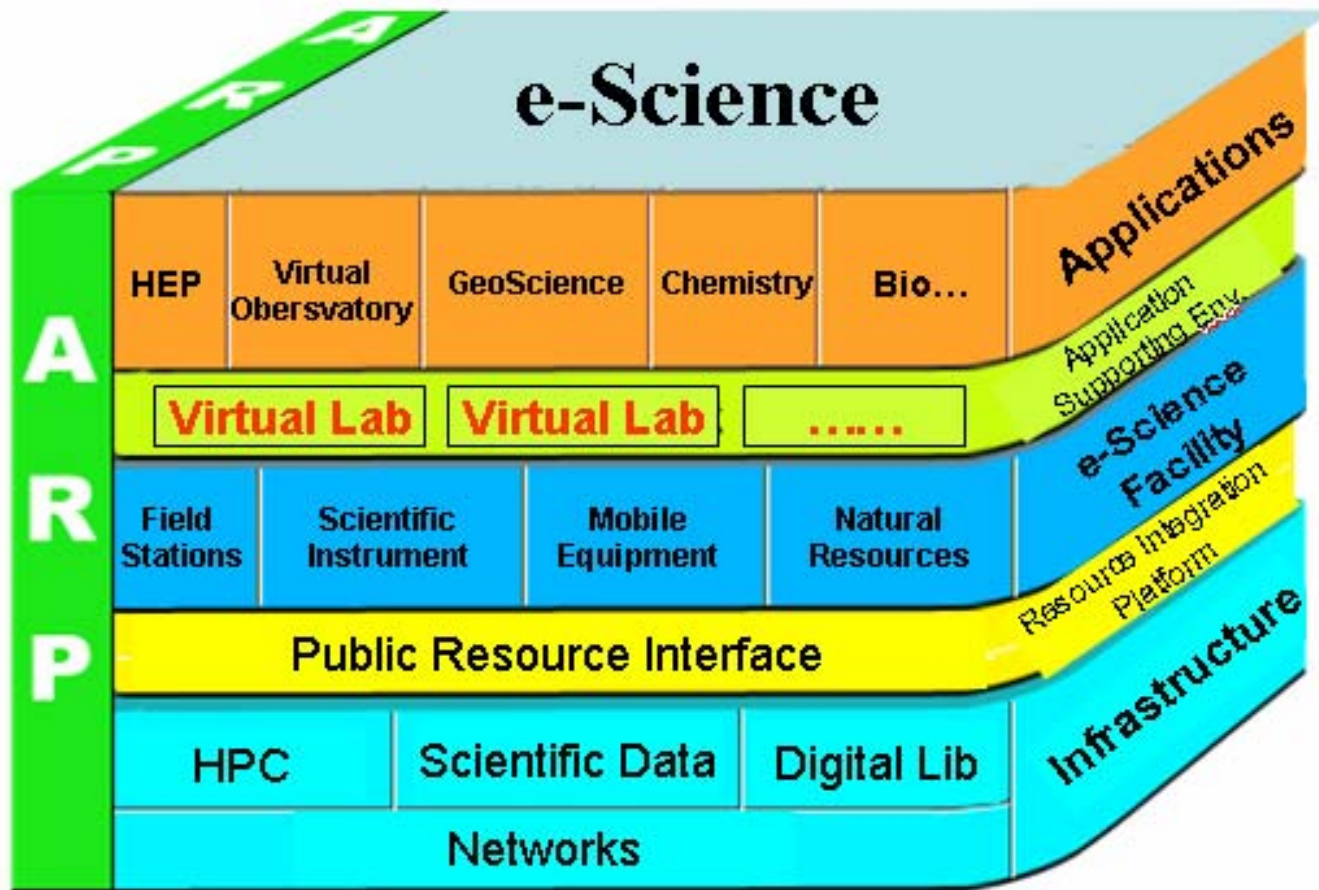 A R P
e-Science
A R P
HEP
Virtual
Obersvatory
GeoScience
Chemistry
Bio...
Applications
Virtual Lab
Virtual Lab
......
Application
Supporting Env.
Field
Stations
Scientific
Instrument
Mobile
Equipment
Natural
Resources
e-Science
Facility
Public Resource Interface
Resource Integration
Platform
HPC
Scientific Data
Digital Lib
Networks
Infrastructure